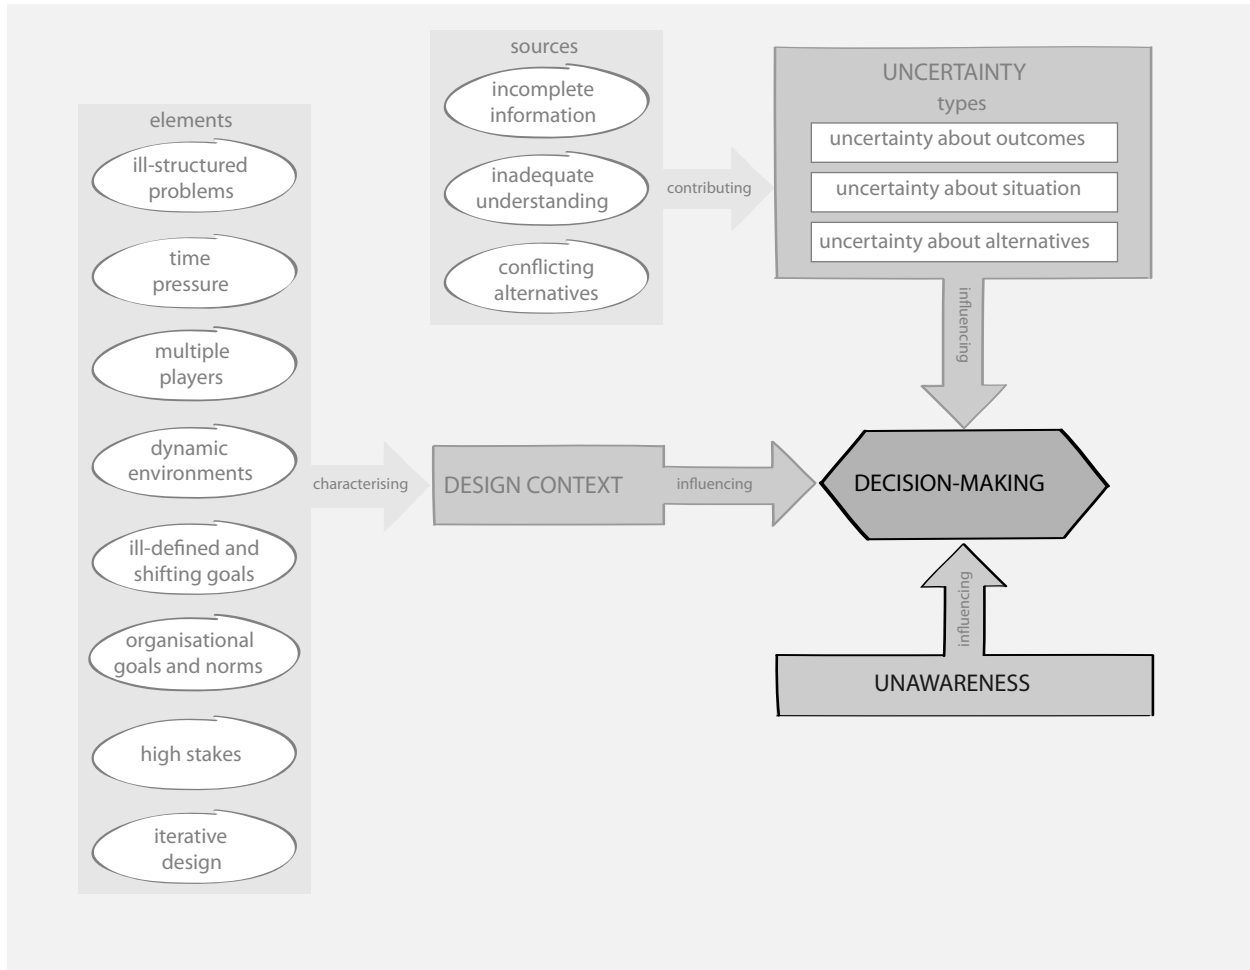 sources
incomplete
information
inadequate
understanding
conflicting
alternatives
contributing
UNCERTAINTY
types
uncertainty about outcomes
uncertainty about situation
uncertainty about alternatives
influencing
elements
ill-structured
problems
time
pressure
multiple
players
dynamic
environments
ill-defined and
shifting goals
organisational
goals and norms
high stakes
iterative
design
characterising
DESIGN CONTEXT
influencing
DECISION-MAKING
influencing
UNAWARENESS